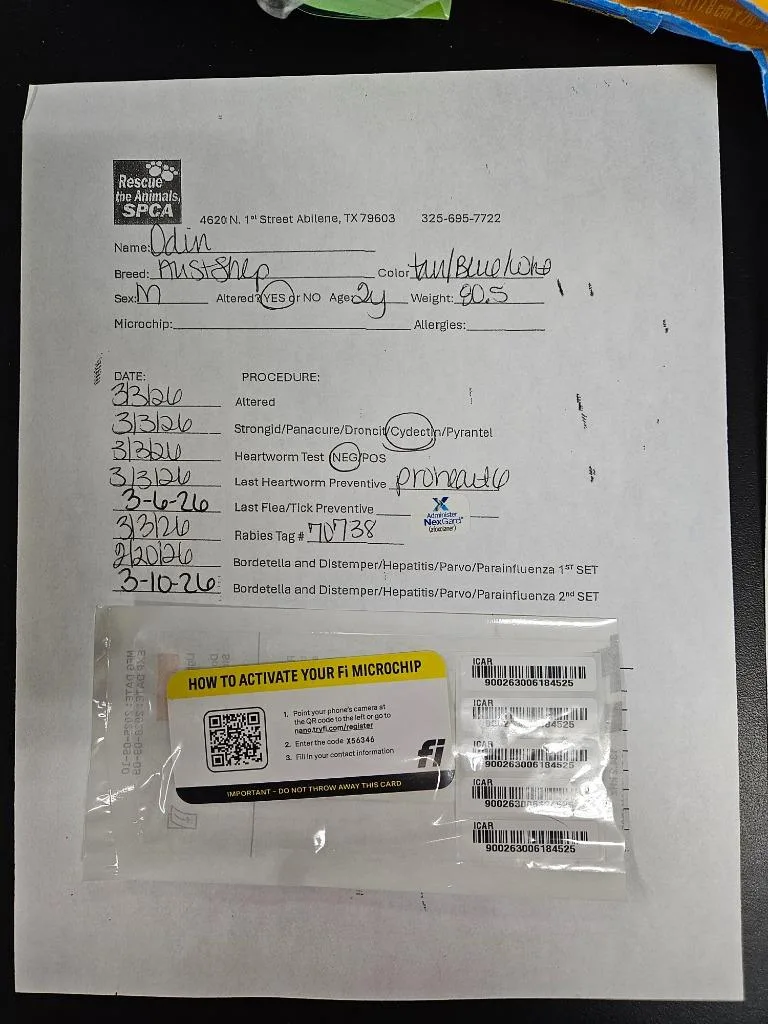 Rescue
the Animals,
SPCA
4620 N. 1st Street Abilene, TX 79603 325-695-7722
Name: Odin
Breed: AustShep Color tan/Blue/
Sex: M Altered? YES or NO Age: 2y Weight: 80.5
Microchip: Allergies:
DATE: PROCEDURE:
3/3/26 Altered
3/3/26 Strongid/Panacure/Droncit/Cydectin/Pyrantel
3/3/26 Heartworm Test NEG/POS
3/3/26 Last Heartworm Preventive proheart6
3-6-26 Last Flea/Tick Preventive
Administer
NexGard
(afoxolaner)
3/3/26 Rabies Tag # 70738
2/20/26 Bordetella and Distemper/Hepatitis/Parvo/Parainfluenza 1ST SET
3-10-26 Bordetella and Distemper/Hepatitis/Parvo/Parainfluenza 2nd SET
HOW TO ACTIVATE YOUR Fi MICROCHIP
1. Point your phone's camera at
the QR code to the left or go to
nano.tryfi.com/register
2. Enter the code X56346
3. Fill in your contact information
fi
IMPORTANT - DO NOT THROW AWAY THIS CARD
ICAR
900263006184525
ICAR
84525
ICAR
900263006184525
ICAR
ICAR
900263006184525